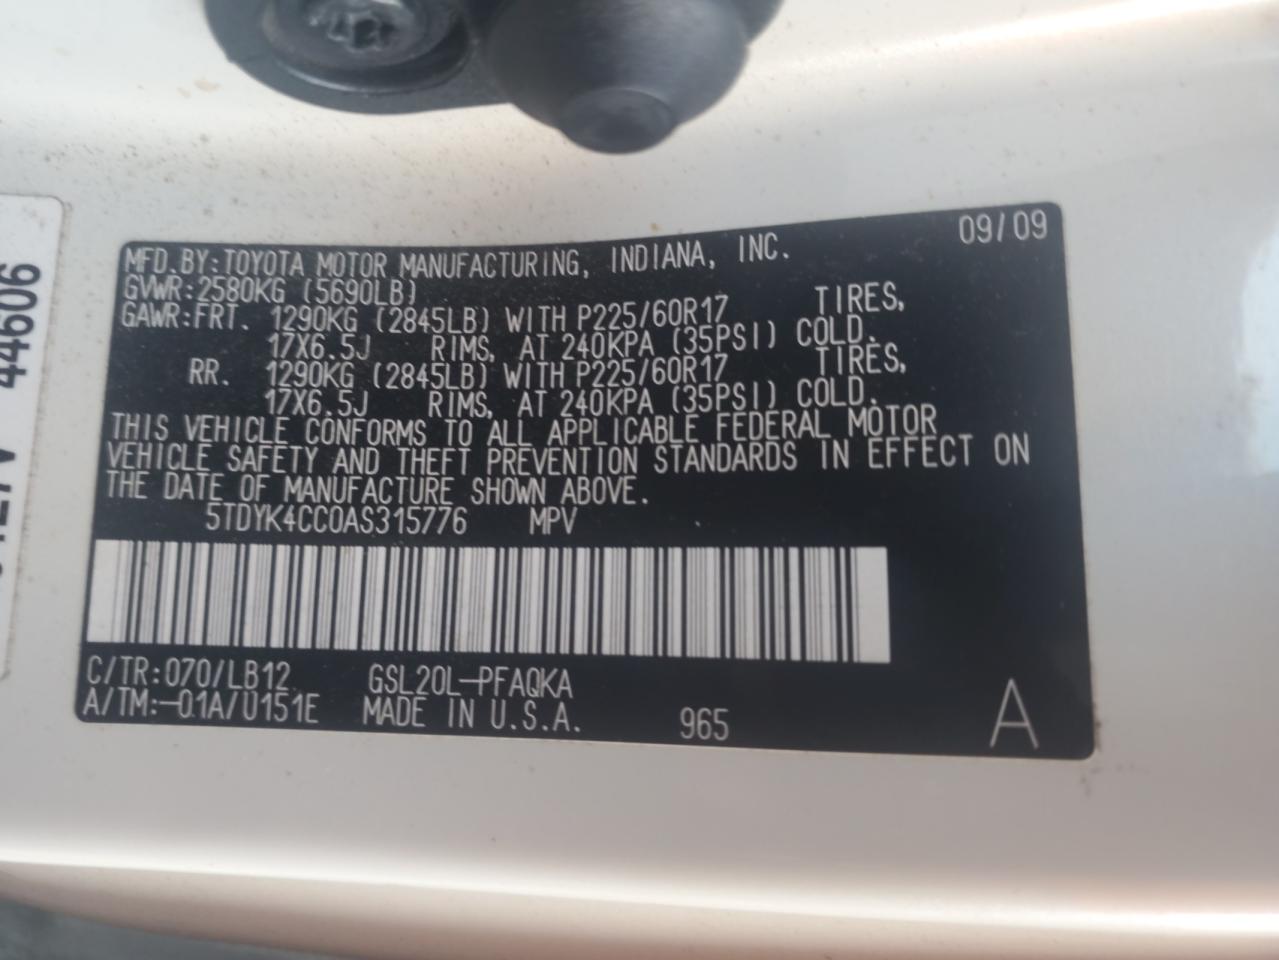 MFD.BY:TOYOTA MOTOR MANUFACTURING, INDIANA, INC. 09/09
GVWR:2580KG (5690LB)
GAWR:FRT. 1290KG (2845LB) WITH P225/60R17 TIRES,
17X6.5J RIMS, AT 240KPA (35PSI) COLD.
RR. 1290KG (2845LB) WITH P225/60R17 TIRES,
17X6.5J RIMS, AT 240KPA (35PSI) COLD.
THIS VEHICLE CONFORMS TO ALL APPLICABLE FEDERAL MOTOR
VEHICLE SAFETY AND THEFT PREVENTION STANDARDS IN EFFECT ON
THE DATE OF MANUFACTURE SHOWN ABOVE.
5TDYK4CC0AS315776 MPV
C/TR:070/LB12 GSL20L-PFAQKA
A/TM:-01A/U151E MADE IN U.S.A. 965 A
44606